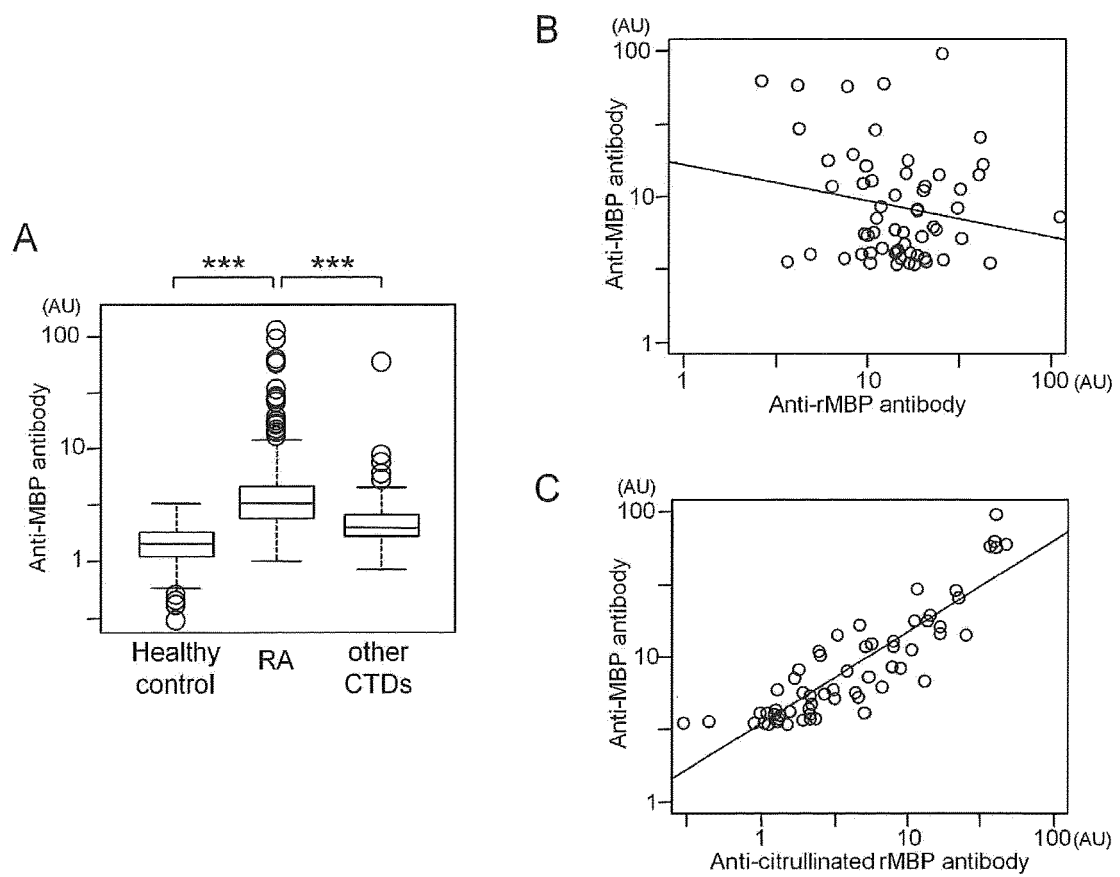 A
*** ***
(AU)
100
10
1
Anti-MBP antibody
Healthy
control
RA
other
CTDs
B
(AU)
100
10
1
Anti-MBP antibody
1 10 100 (AU)
Anti-rMBP antibody
C
(AU)
100
10
1
Anti-MBP antibody
1 10 100 (AU)
Anti-citrullinated rMBP antibody